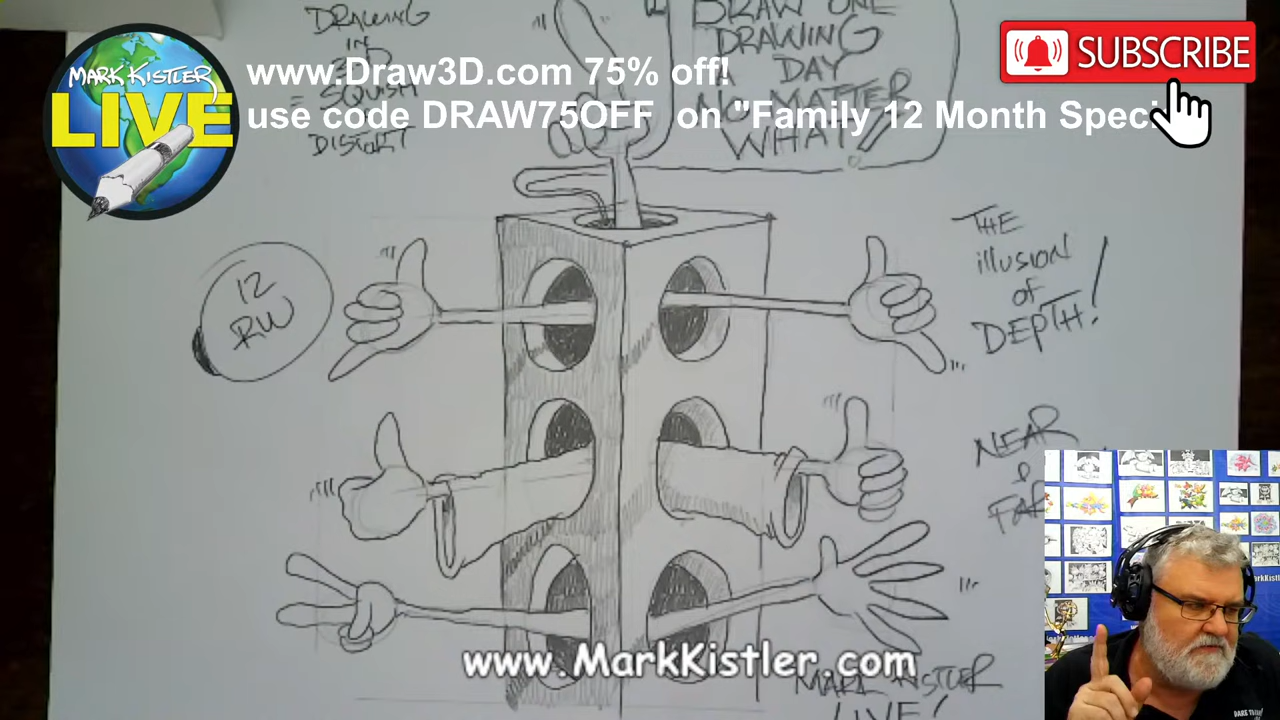 DRAWING
IN
3D
= SQUISH
DISTORT
DRAW ONE
DRAWING
A DAY
NO MATTER
WHAT!!
MARK KISTLER
LIVE
www.Draw3D.com 75% off!
use code DRAW75OFF on "Family 12 Month Speci
SUBSCRIBE
12
RW
THE
illUSION
OF
DEPTH!
NEAR
&
FAR
www.MarkKistler.com
MARK KISTLER
LIVE!